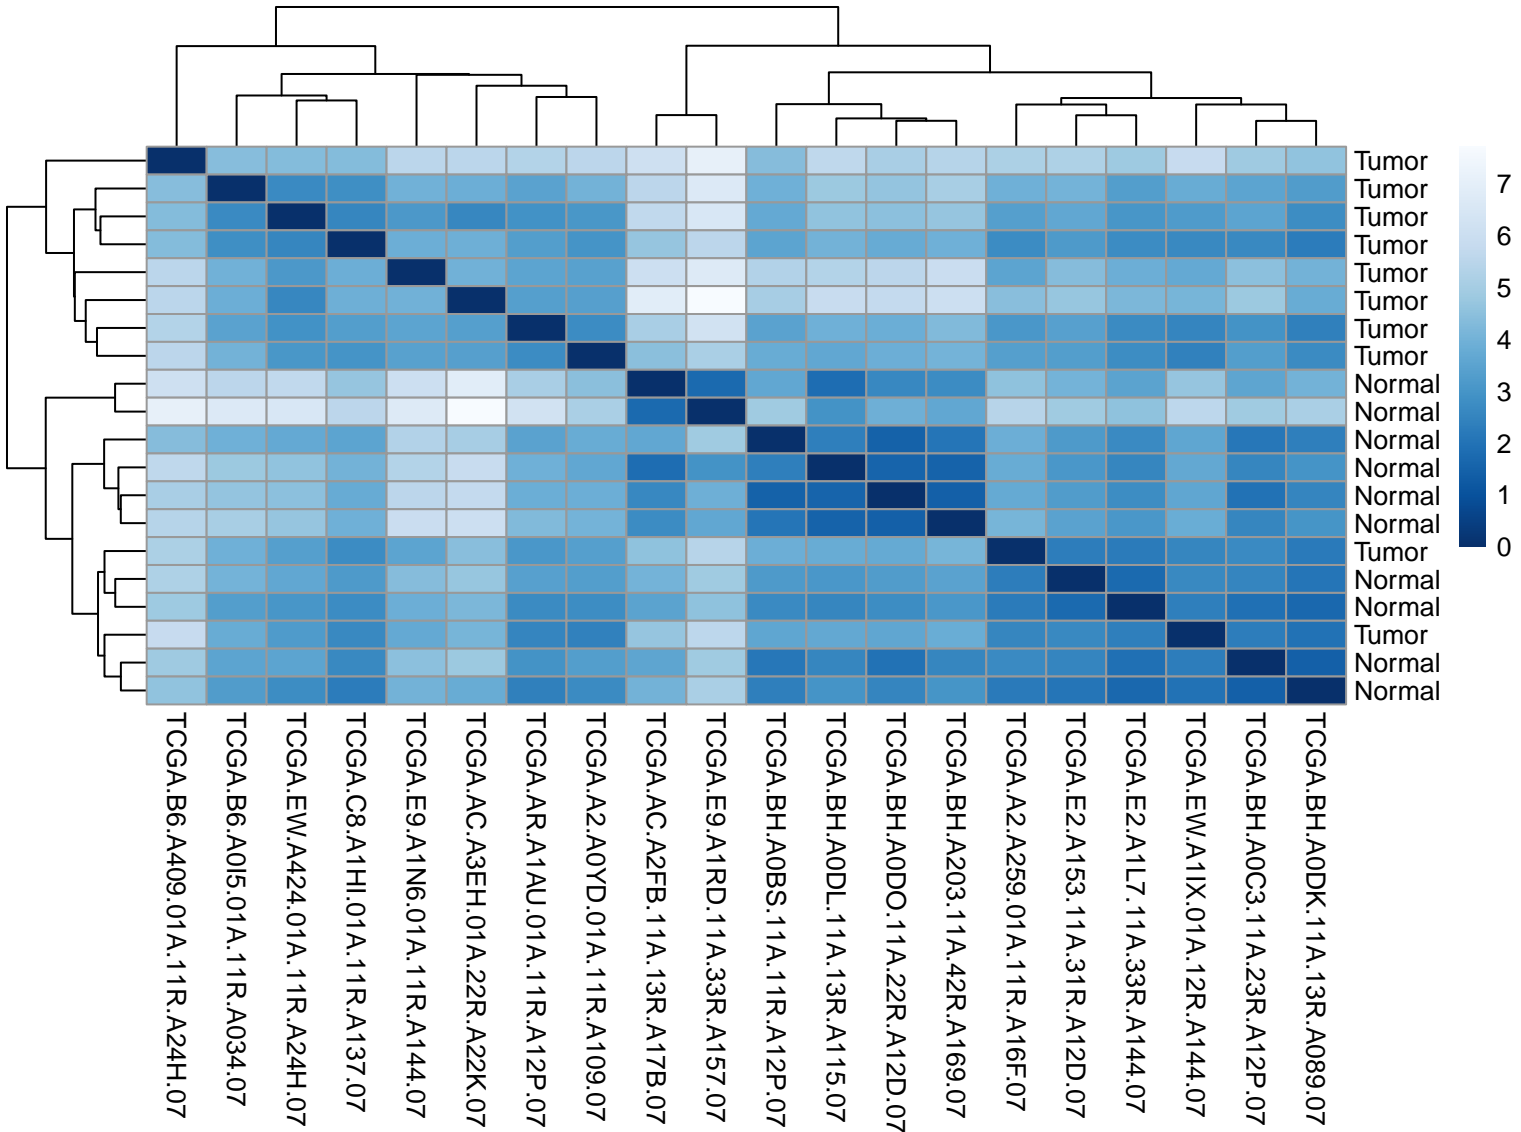 Tumor
Tumor
Tumor
Tumor
Tumor
Tumor
Tumor
Tumor
Normal
Normal
Normal
Normal
Normal
Normal
Tumor
Normal
Normal
Tumor
Normal
Normal
7
6
5
4
3
2
1
0
TCGA.B6.A409.01A.11R.A24H.07
TCGA.B6.A0I5.01A.11R.A034.07
TCGA.EW.A424.01A.11R.A24H.07
TCGA.C8.A1HI.01A.11R.A137.07
TCGA.E9.A1N6.01A.11R.A144.07
TCGA.AC.A3EH.01A.22R.A22K.07
TCGA.AR.A1AU.01A.11R.A12P.07
TCGA.A2.A0YD.01A.11R.A109.07
TCGA.AC.A2FB.11A.13R.A17B.07
TCGA.E9.A1RD.11A.33R.A157.07
TCGA.BH.A0BS.11A.11R.A12P.07
TCGA.BH.A0DL.11A.13R.A115.07
TCGA.BH.A0DO.11A.22R.A12D.07
TCGA.BH.A203.11A.42R.A169.07
TCGA.A2.A259.01A.11R.A16F.07
TCGA.E2.A153.11A.31R.A12D.07
TCGA.E2.A1L7.11A.33R.A144.07
TCGA.EW.A1IX.01A.12R.A144.07
TCGA.BH.A0C3.11A.23R.A12P.07
TCGA.BH.A0DK.11A.13R.A089.07